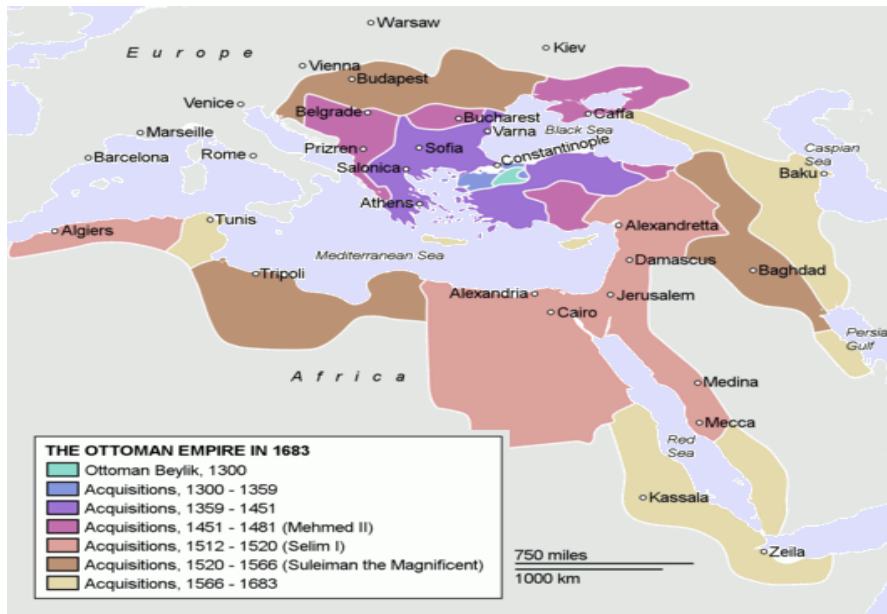 Warsaw
Europe
Kiev
Vienna
Budapest
Venice
Belgrade
Bucharest
Caffa
Marseille
Varna
Black Sea
Barcelona
Rome
Prizren
Sofia
Constantinople
Caspian
Sea
Salonica
Baku
Athens
Tunis
Algiers
Alexandretta
Mediterranean Sea
Damascus
Tripoli
Baghdad
Alexandria
Jerusalem
Cairo
Persia
Gulf
Africa
Medina
Mecca
Red
Sea
Kassala
Zeila
THE OTTOMAN EMPIRE IN 1683
Ottoman Beylik, 1300
Acquisitions, 1300 - 1359
Acquisitions, 1359 - 1451
Acquisitions, 1451 - 1481 (Mehmed II)
Acquisitions, 1512 - 1520 (Selim I)
Acquisitions, 1520 - 1566 (Suleiman the Magnificent)
Acquisitions, 1566 - 1683
750 miles
1000 km